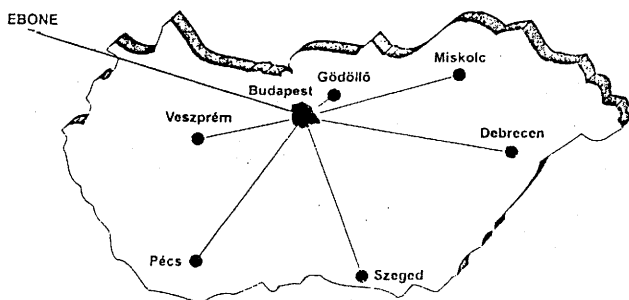 EBONE
Gödöllő
Miskolc
Budapest
Veszprém
Debrecen
Pécs
Szeged